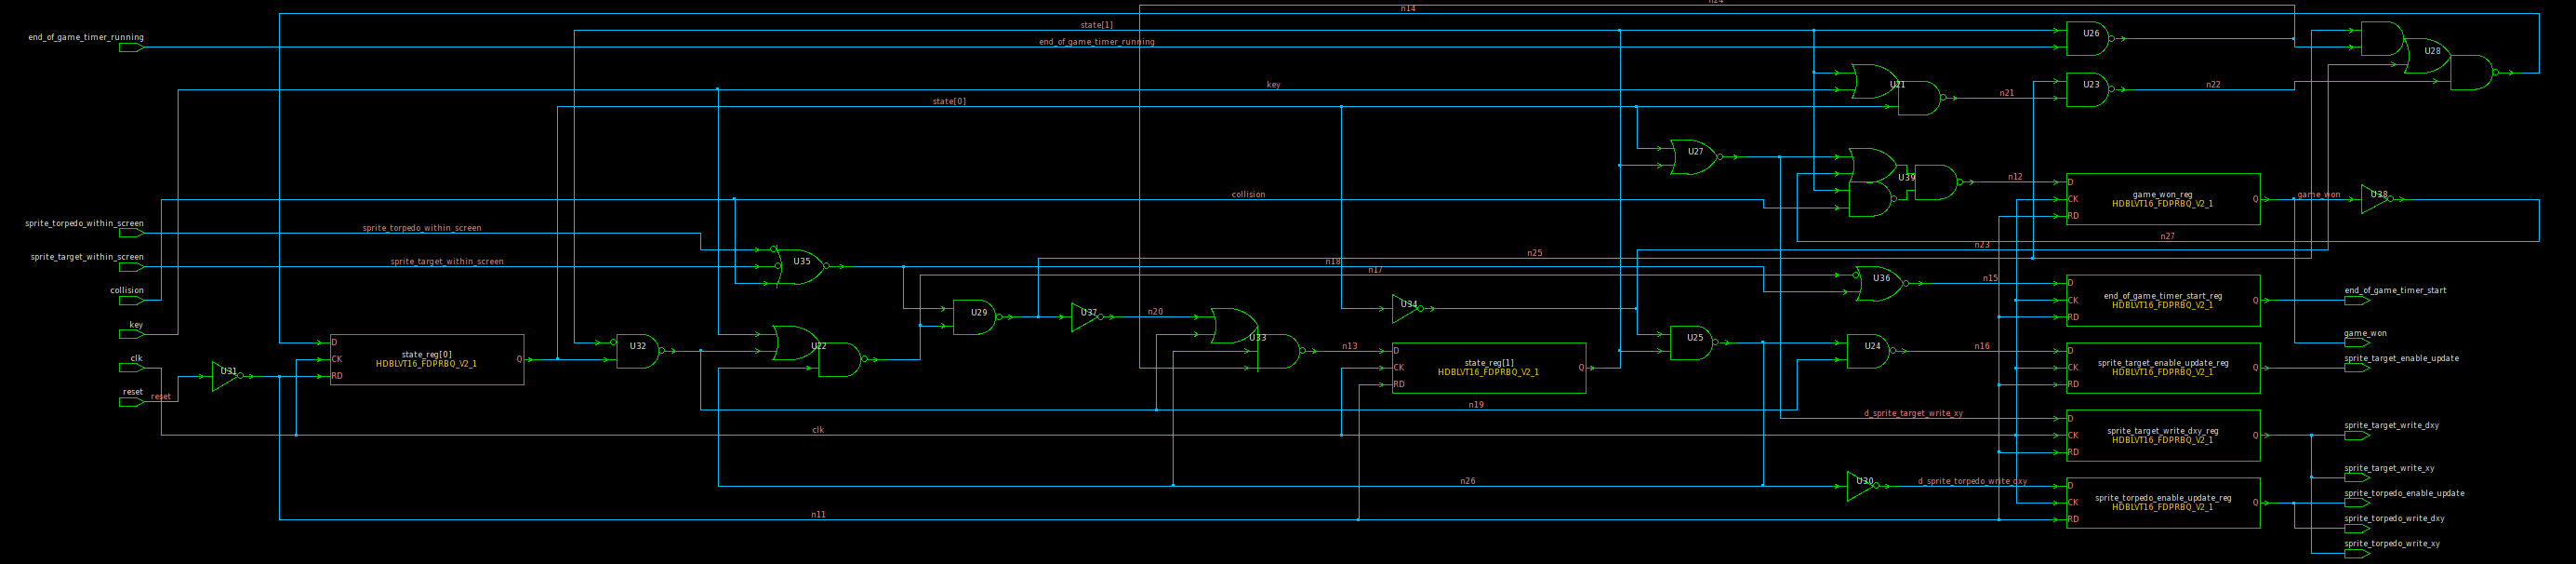 n24
n14
state[1]
end_of_game_timer_running
end_of_game_timer_running
U26
U28
key
U21
U23
n22
n21
state[0]
U27
U39
n12
D
CK
RD
game_won_reg
HDBLVT16_FDPRBQ_V2_1
Q
game_won
U38
collision
sprite_torpedo_within_screen
sprite_torpedo_within_screen
n27
n23
n25
sprite_target_within_screen
sprite_target_within_screen
U35
n18
n17
U36
n15
D
CK
RD
end_of_game_timer_start_reg
HDBLVT16_FDPRBQ_V2_1
Q
end_of_game_timer_start
collision
U34
U29
U37
n20
key
game_won
U33
U25
U24
n16
D
CK
RD
sprite_target_enable_update_reg
HDBLVT16_FDPRBQ_V2_1
Q
sprite_target_enable_update
clk
U31
D
CK
RD
state_reg[0]
HDBLVT16_FDPRBQ_V2_1
Q
U32
U22
n13
D
CK
RD
state_reg[1]
HDBLVT16_FDPRBQ_V2_1
Q
reset
reset
n19
d_sprite_target_write_xy
D
CK
RD
sprite_target_write_dxy_reg
HDBLVT16_FDPRBQ_V2_1
Q
sprite_target_write_dxy
clk
sprite_target_write_xy
n26
U30
d_sprite_torpedo_write_dxy
D
CK
RD
sprite_torpedo_enable_update_reg
HDBLVT16_FDPRBQ_V2_1
Q
sprite_torpedo_enable_update
n11
sprite_torpedo_write_dxy
sprite_torpedo_write_xy